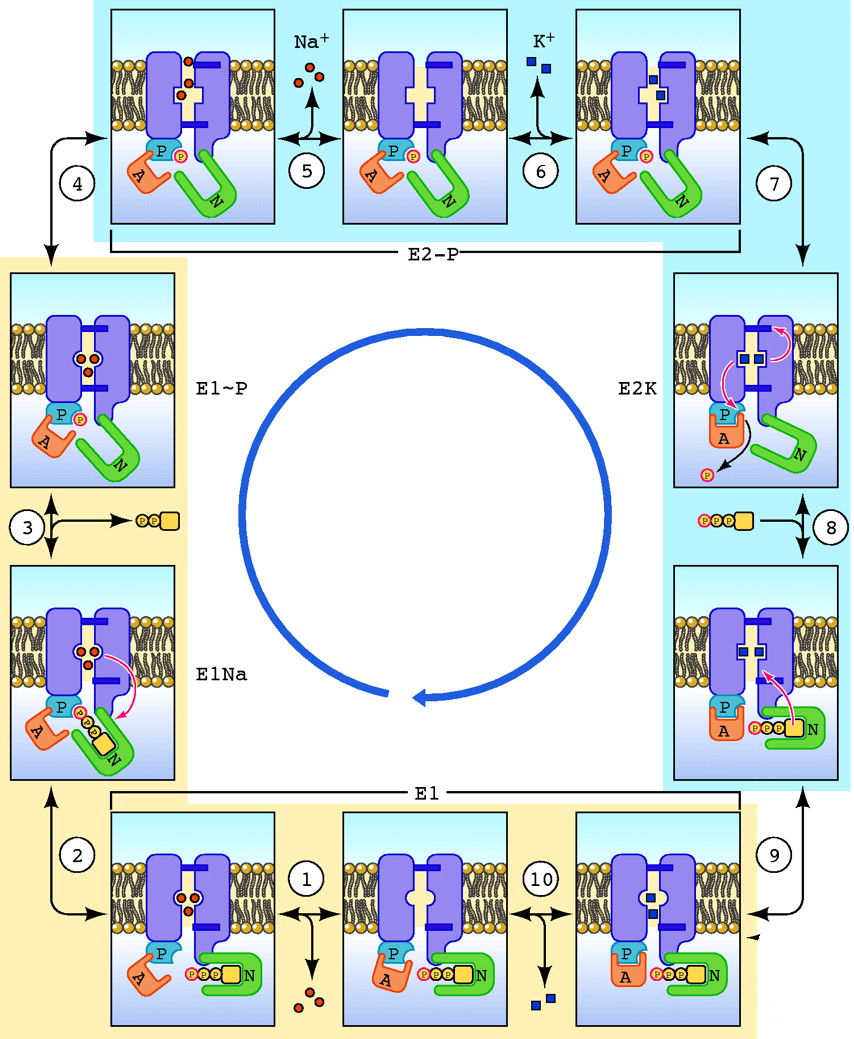 Na+ K+
P P A N
P P A N
P P A N
4 5 6 7
E2-P
P P A N
E1~P
E2K
P A N P
3 P P
P P P 8
E1Na
P P P P A N
P A P P P N
E1
2 1 10 9
P A P P P N
P A P P P N
P A P P P N